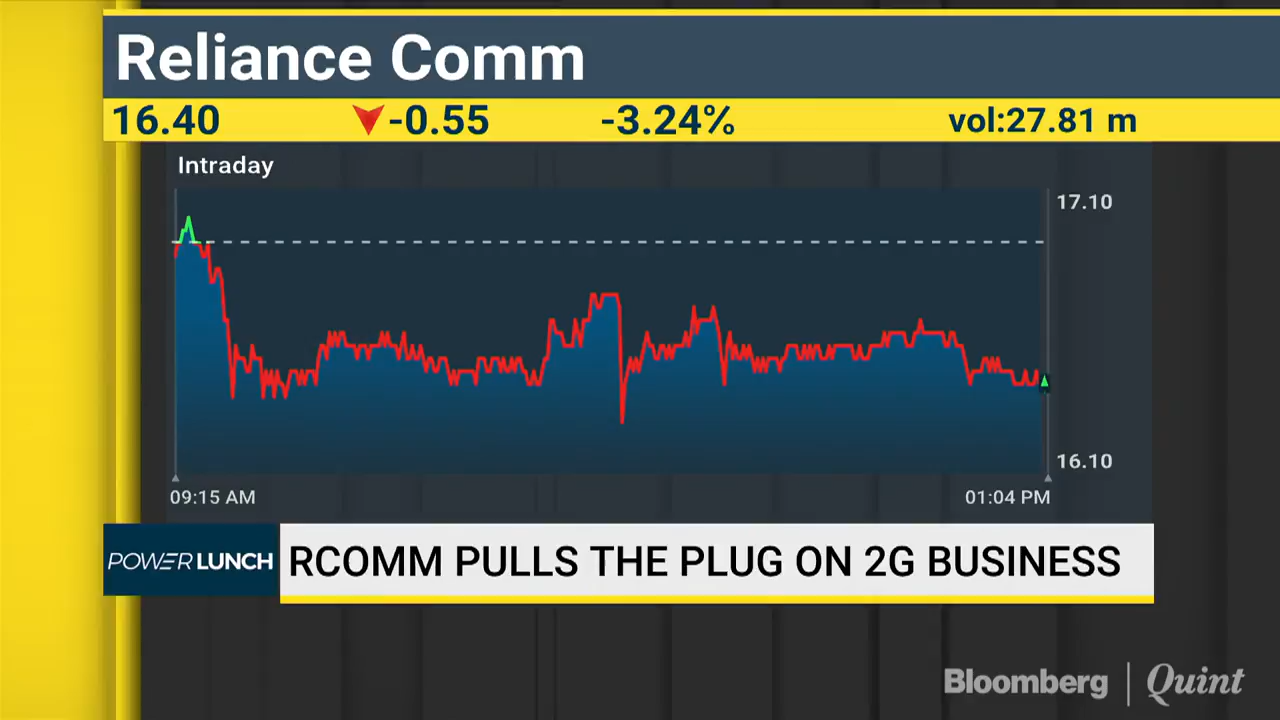 Reliance Comm
16.40 -0.55 -3.24% vol:27.81 m
Intraday
17.10
16.10
09:15 AM 01:04 PM
POWER LUNCH RCOMM PULLS THE PLUG ON 2G BUSINESS
Bloomberg | Quint